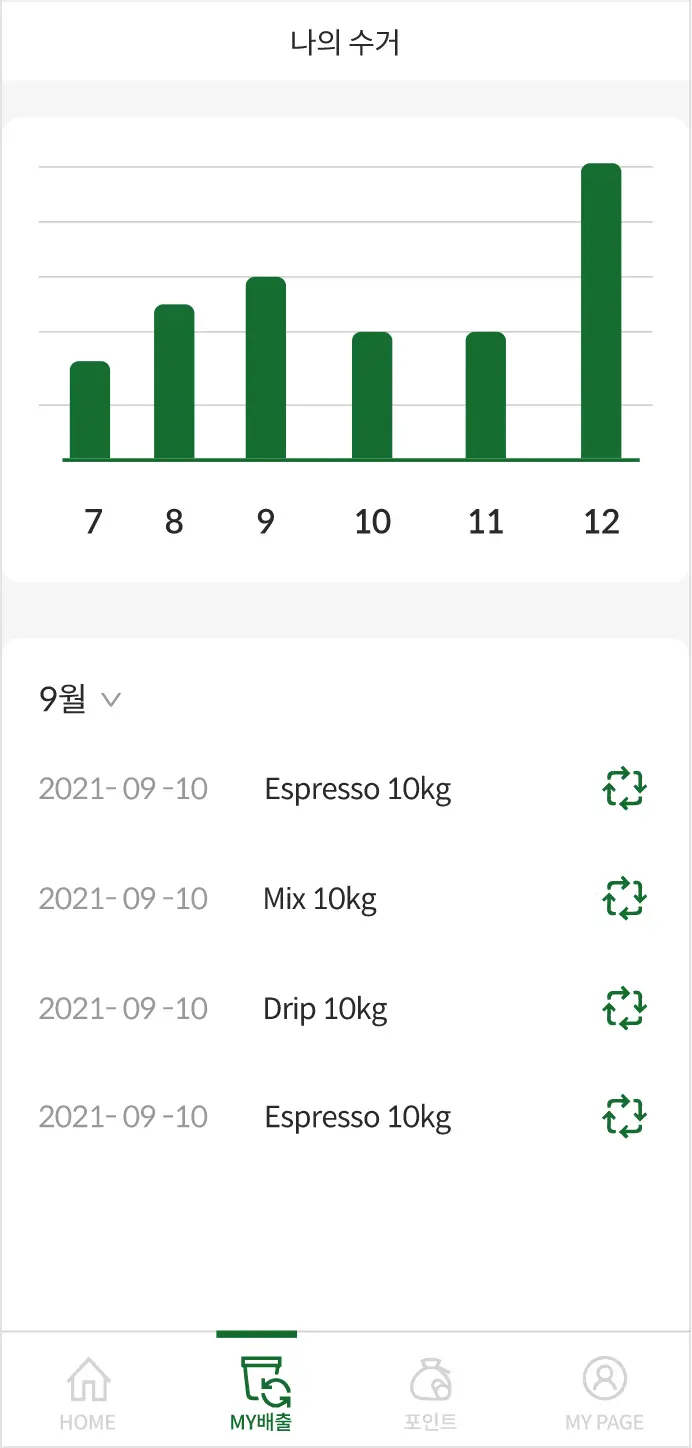 나의 수거
7 8 9 10 11 12
9월
2021- 09 -10 Espresso 10kg
2021- 09 -10 Mix 10kg
2021- 09 -10 Drip 10kg
2021- 09 -10 Espresso 10kg
HOME MY배출 포인트 MY PAGE